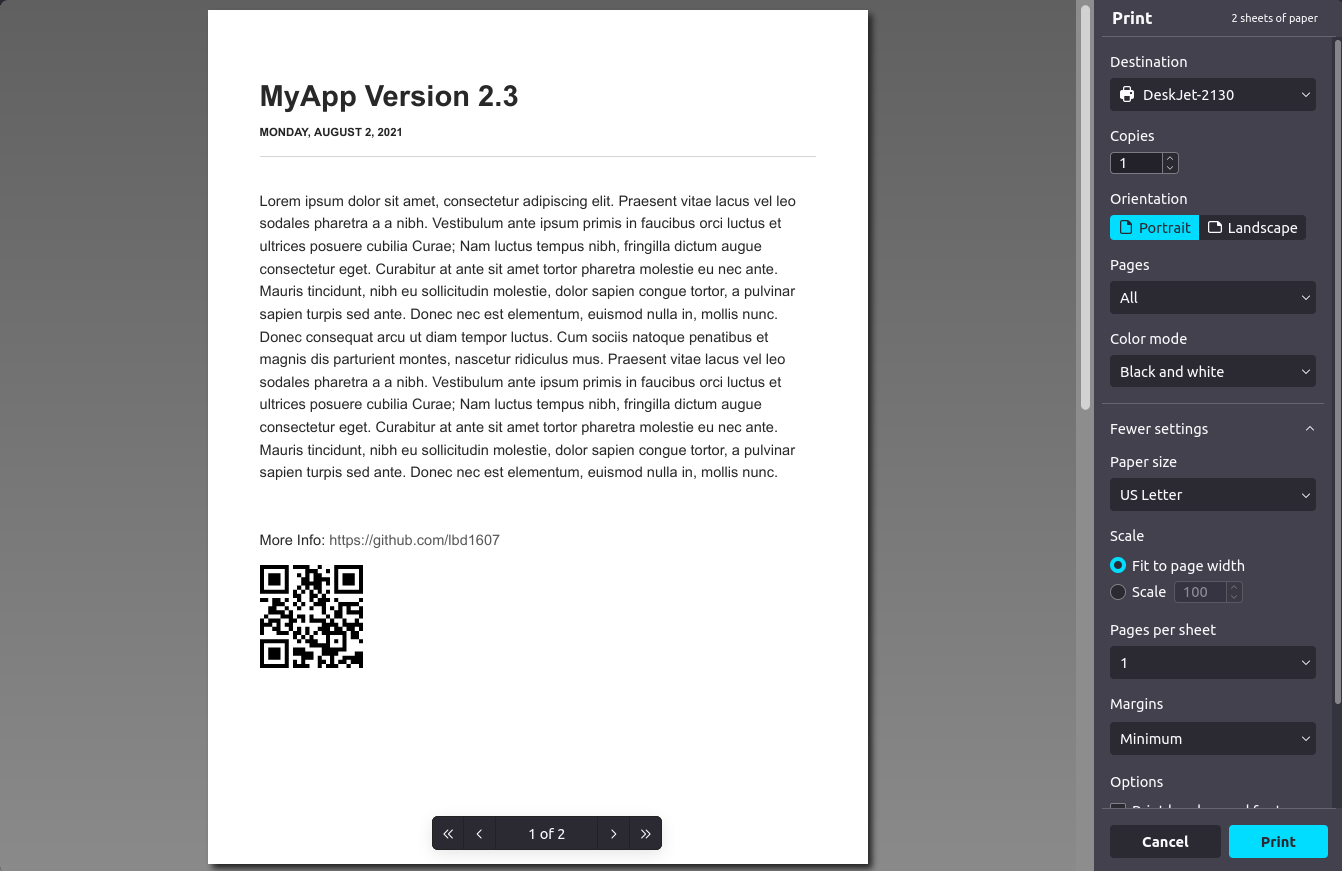 MyApp Version 2.3
MONDAY, AUGUST 2, 2021
Lorem ipsum dolor sit amet, consectetur adipiscing elit. Praesent vitae lacus vel leo
sodales pharetra a a nibh. Vestibulum ante ipsum primis in faucibus orci luctus et
ultrices posuere cubilia Curae; Nam luctus tempus nibh, fringilla dictum augue
consectetur eget. Curabitur at ante sit amet tortor pharetra molestie eu nec ante.
Mauris tincidunt, nibh eu sollicitudin molestie, dolor sapien congue tortor, a pulvinar
sapien turpis sed ante. Donec nec est elementum, euismod nulla in, mollis nunc.
Donec consequat arcu ut diam tempor luctus. Cum sociis natoque penatibus et
magnis dis parturient montes, nascetur ridiculus mus. Praesent vitae lacus vel leo
sodales pharetra a a nibh. Vestibulum ante ipsum primis in faucibus orci luctus et
ultrices posuere cubilia Curae; Nam luctus tempus nibh, fringilla dictum augue
consectetur eget. Curabitur at ante sit amet tortor pharetra molestie eu nec ante.
Mauris tincidunt, nibh eu sollicitudin molestie, dolor sapien congue tortor, a pulvinar
sapien turpis sed ante. Donec nec est elementum, euismod nulla in, mollis nunc.
More Info: https://github.com/lbd1607
1 of 2
Print
2 sheets of paper
Destination
DeskJet-2130
Copies
1
Orientation
Portrait Landscape
Pages
All
Color mode
Black and white
Fewer settings
Paper size
US Letter
Scale
Fit to page width
Scale 100
Pages per sheet
1
Margins
Minimum
Options
Cancel Print